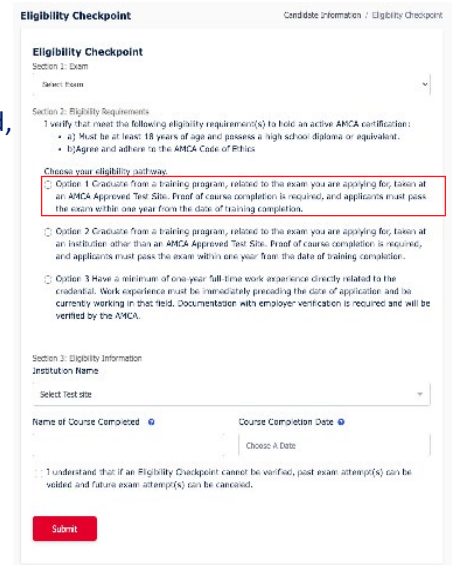 Eligibility Checkpoint
Candidate Information / Eligibility Checkpoint
Eligibility Checkpoint
Section 1: Exam
Select Exam
d,
Section 2: Eligibility Requirements
I verify that meet the following eligibility requirement(s) to hold an active AMCA certification:
• a) Must be at least 18 years of age and possess a high school diploma or equivalent.
• b)Agree and adhere to the AMCA Code of Ethics
Choose your eligibility pathway.
Option 1 Graduate from a training program, related to the exam you are applying for, taken at
an AMCA Approved Test Site. Proof of course completion is required, and applicants must pass
the exam within one year from the date of training completion.
Option 2 Graduate from a training program, related to the exam you are applying for, taken at
an institution other than an AMCA Approved Test Site. Proof of course completion is required,
and applicants must pass the exam within one year from the date of training completion.
Option 3 Have a minimum of one-year full-time work experience directly related to the
credential. Work experience must be immediately preceding the date of application and be
currently working in that field. Documentation with employer verification is required and will be
verified by the AMCA.
Section 3: Eligibility Information
Institution Name
Select Test site
Name of Course Completed
Course Completion Date
Choose A Date
I understand that if an Eligibility Checkpoint cannot be verified, past exam attempt(s) can be
voided and future exam attempt(s) can be canceled.
Submit